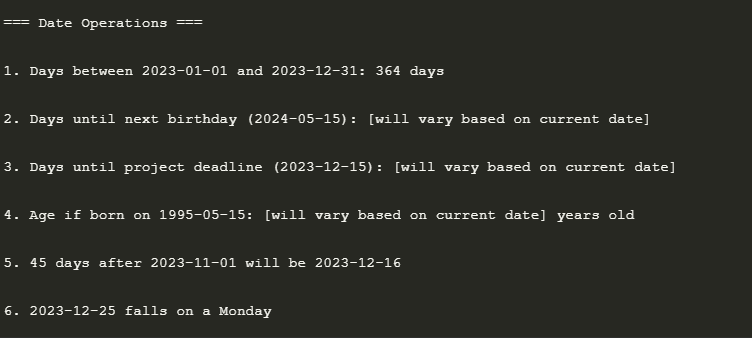 === Date Operations ===
1. Days between 2023-01-01 and 2023-12-31: 364 days
2. Days until next birthday (2024-05-15): [will vary based on current date]
3. Days until project deadline (2023-12-15): [will vary based on current date]
4. Age if born on 1995-05-15: [will vary based on current date] years old
5. 45 days after 2023-11-01 will be 2023-12-16
6. 2023-12-25 falls on a Monday